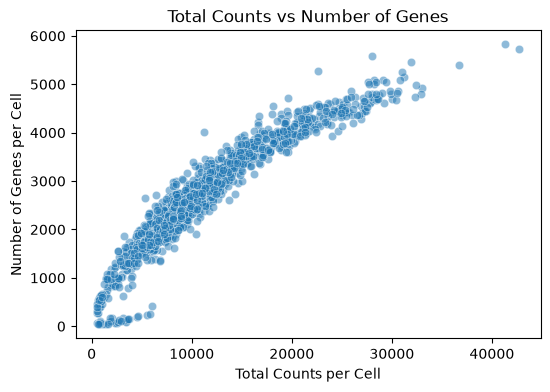 Total Counts vs Number of Genes
6000
5000
4000
3000
2000
1000
0
Number of Genes per Cell
0 10000 20000 30000 40000
Total Counts per Cell